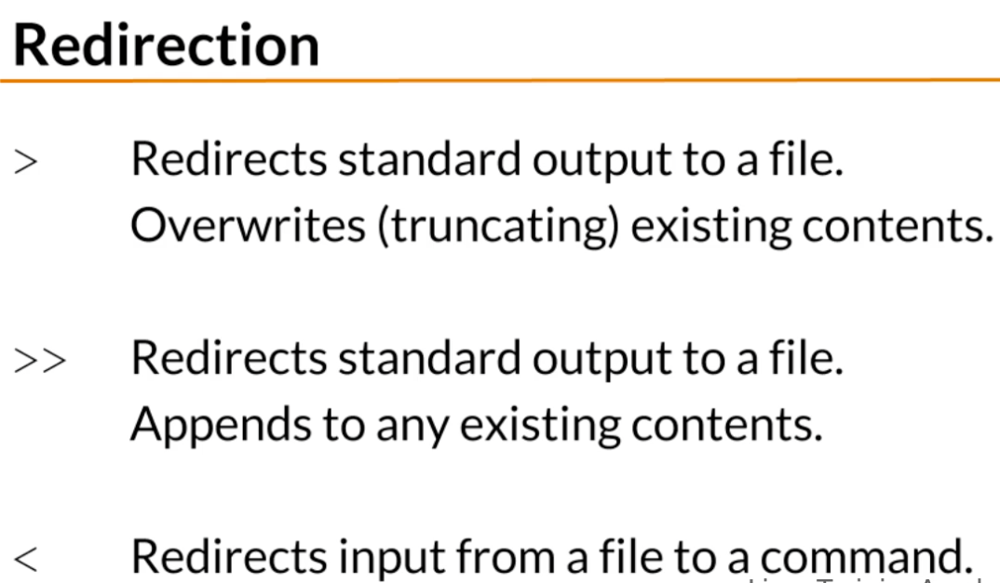 Redirection
> Redirects standard output to a file.
Overwrites (truncating) existing contents.
>> Redirects standard output to a file.
Appends to any existing contents.
< Redirects input from a file to a command.